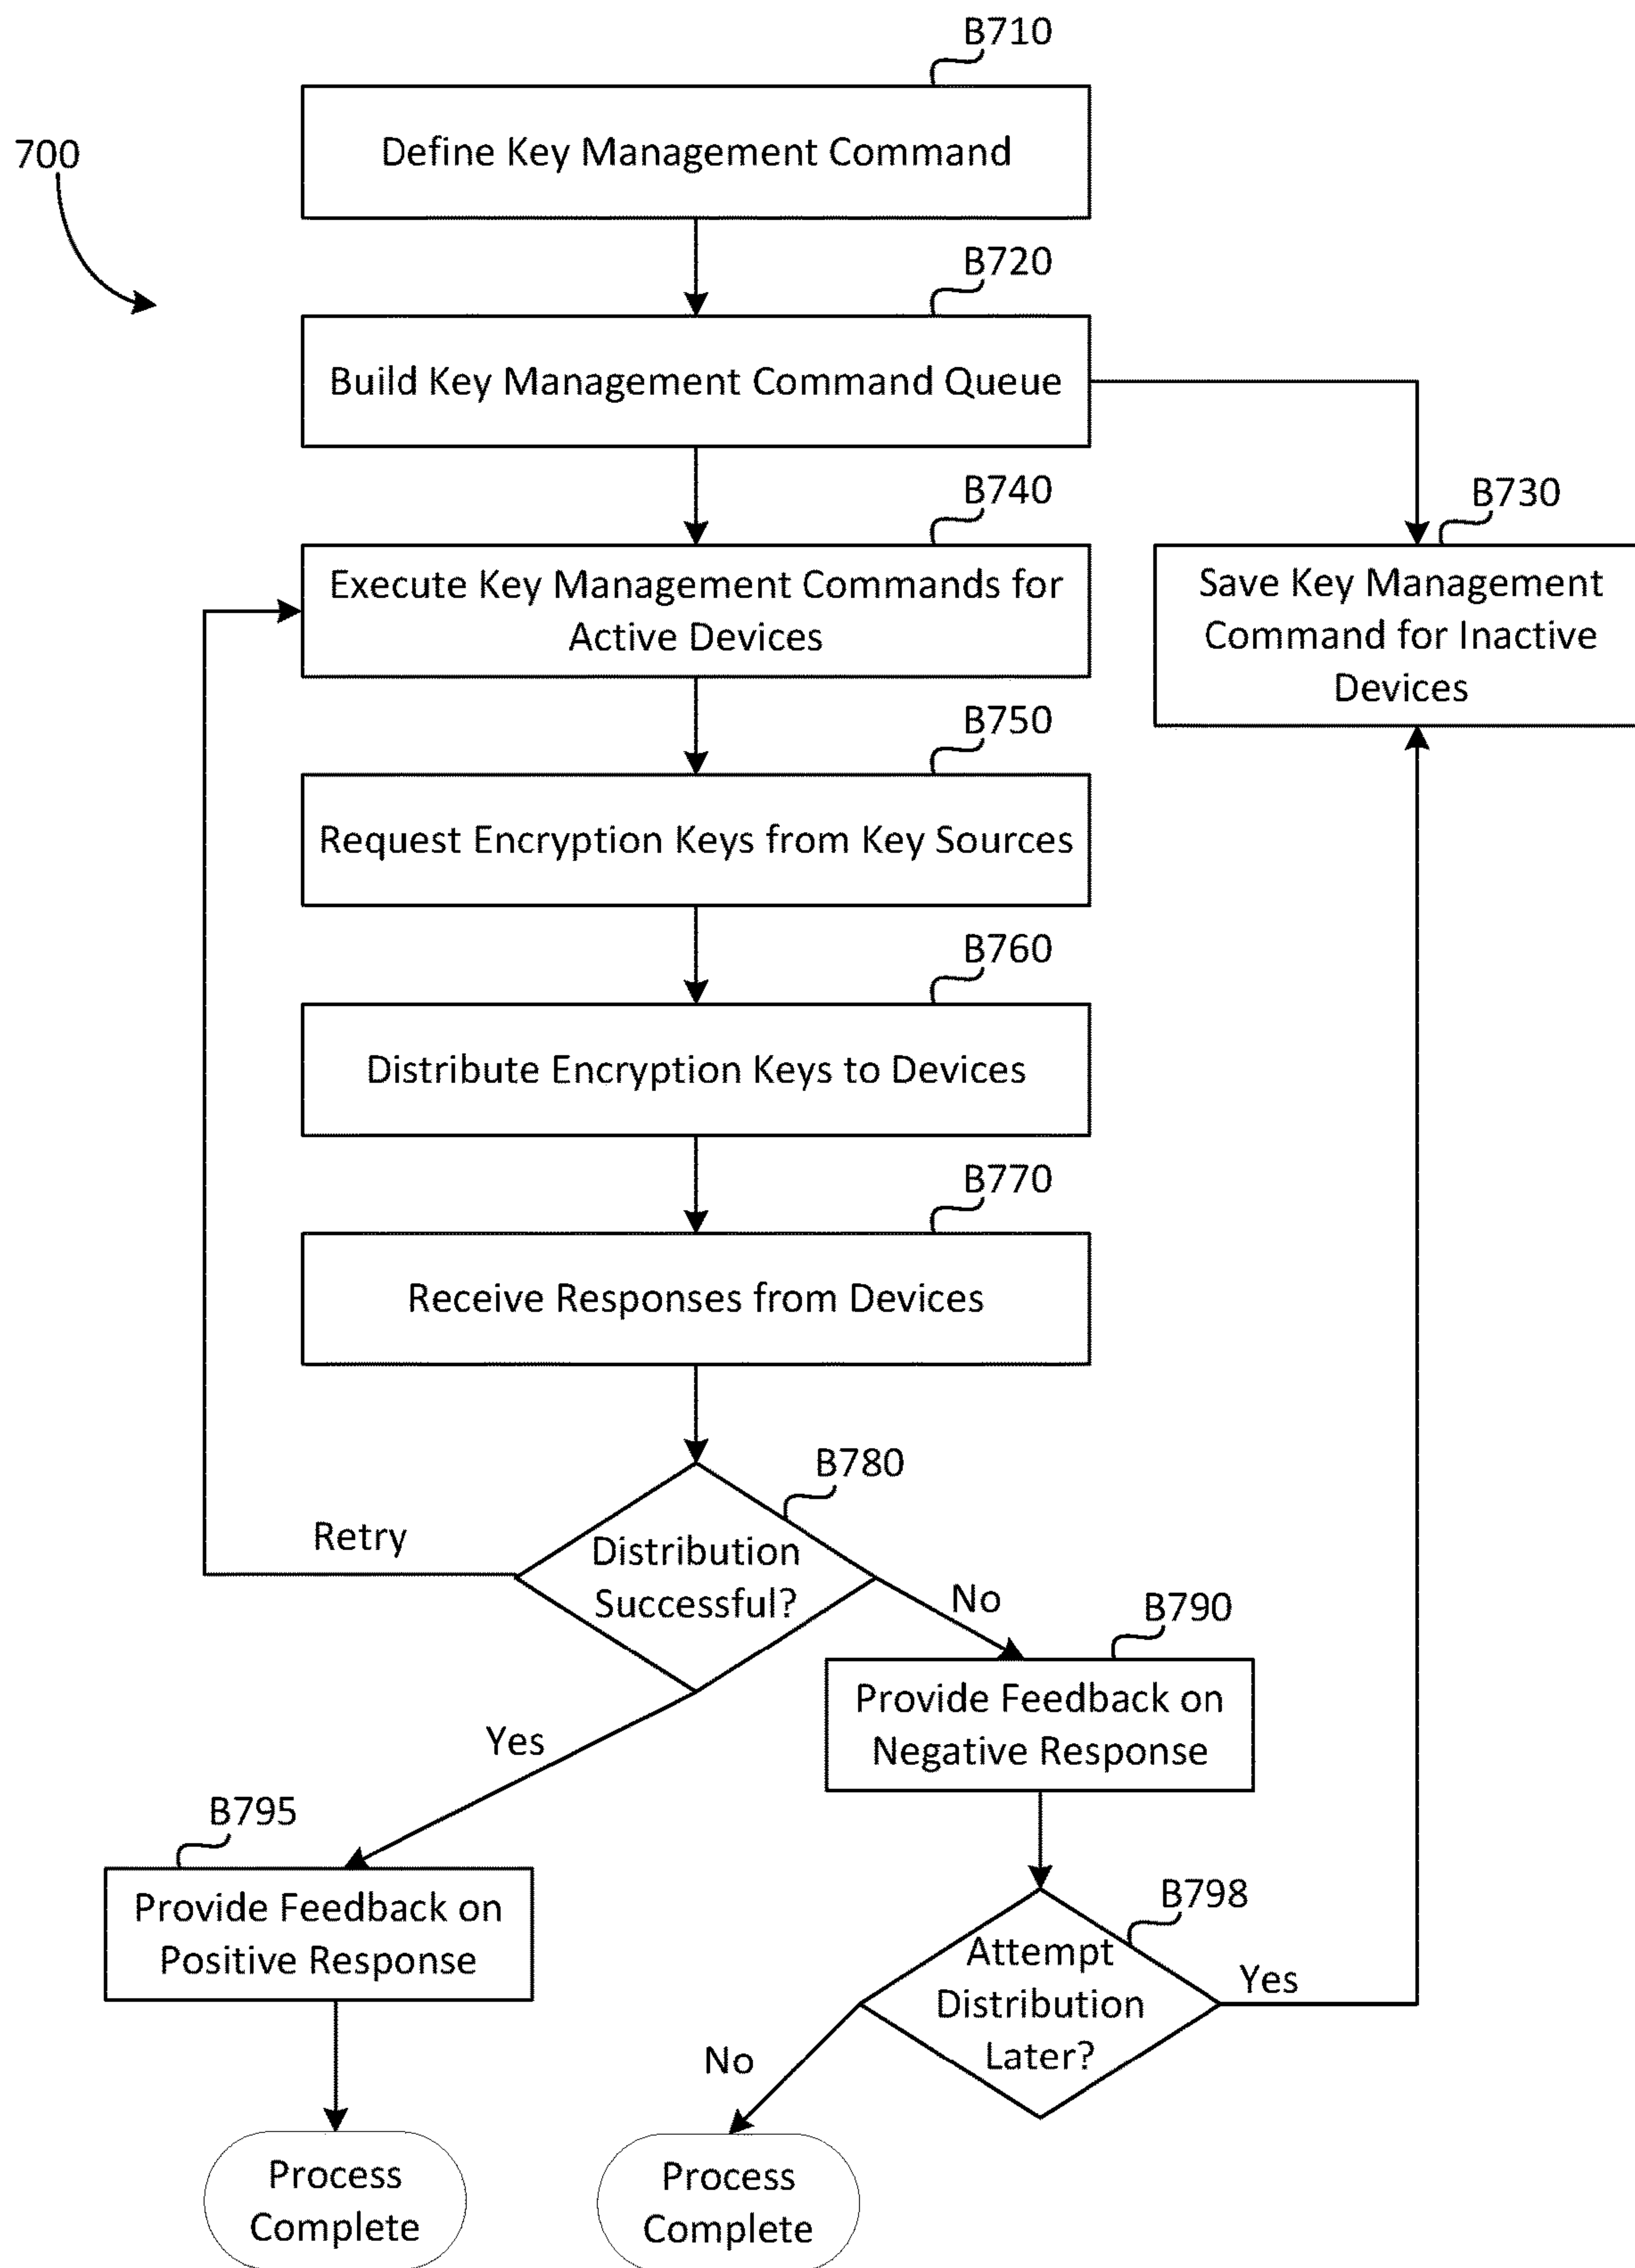 B710
700
Define Key Management Command
B720
Build Key Management Command Queue
B740
B730
Execute Key Management Commands for
Active Devices
Save Key Management
Command for Inactive
Devices
B750
Request Encryption Keys from Key Sources
B760
Distribute Encryption Keys to Devices
B770
Receive Responses from Devices
B780
Retry
Distribution
Successful?
No
B790
Provide Feedback on
Negative Response
Yes
B795
Provide Feedback on
Positive Response
B798
Attempt
Distribution
Later?
Yes
No
Process
Complete
Process
Complete